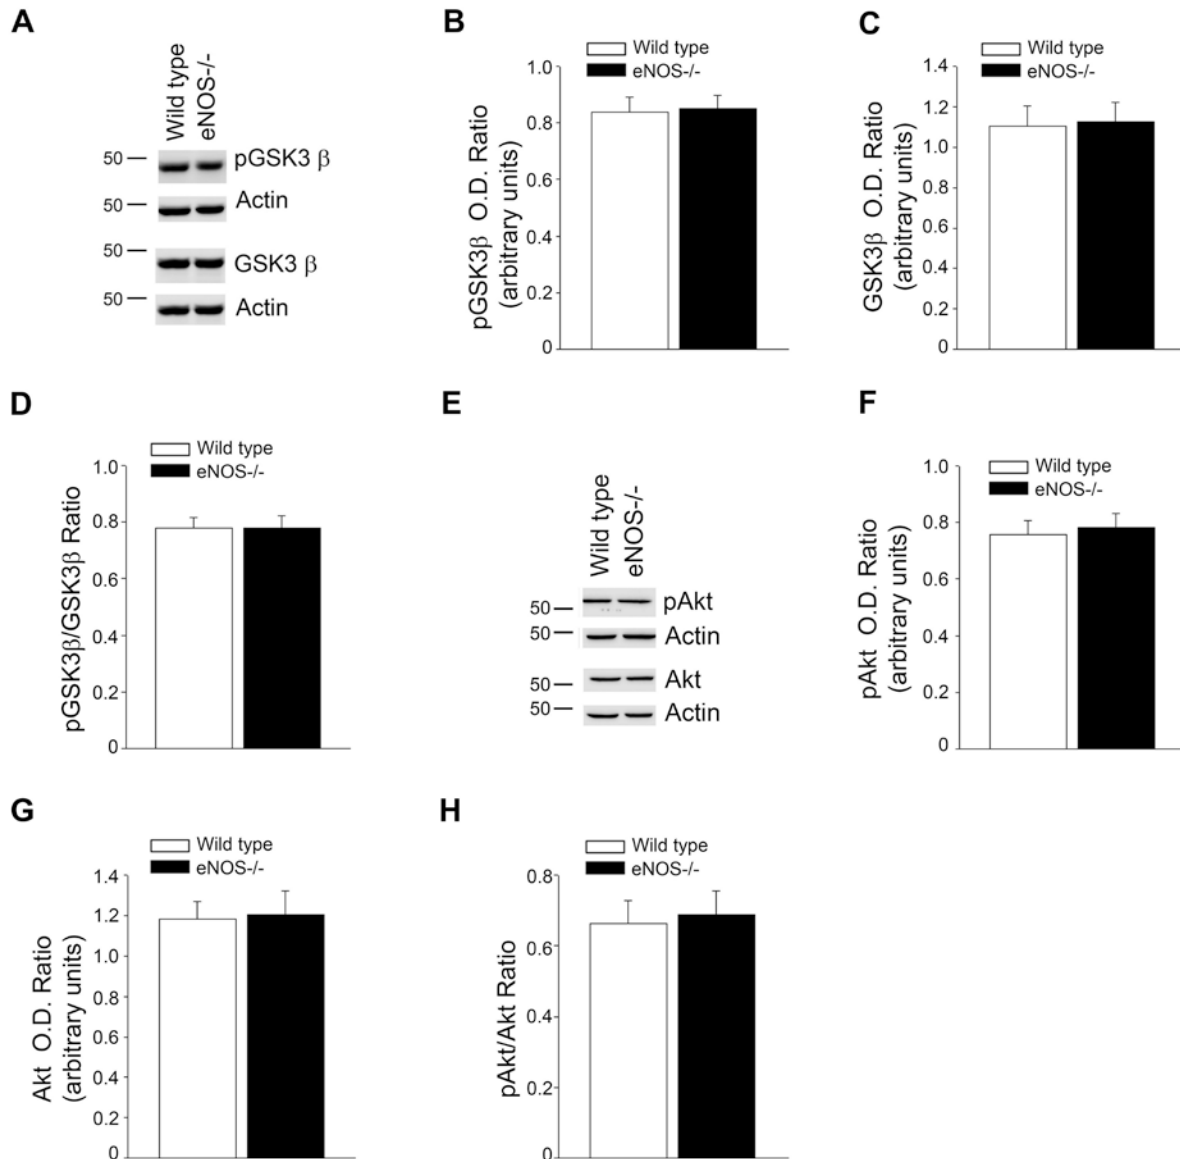 A
Wild type
eNOS-/-
50
pGSK3 β
50
Actin
50
GSK3 β
50
Actin
B
Wild type
eNOS-/-
pGSK3β O.D. Ratio
(arbitrary units)
1.0
0.8
0.6
0.4
0.2
0
C
Wild type
eNOS-/-
GSK3β O.D. Ratio
(arbitrary units)
1.4
1.2
1.0
0.8
0.6
0.4
0.2
0
D
Wild type
eNOS-/-
pGSK3β/GSK3β Ratio
1.0
0.8
0.6
0.4
0.2
0
E
Wild type
eNOS-/-
50
pAkt
50
Actin
50
Akt
50
Actin
F
Wild type
eNOS-/-
pAkt O.D. Ratio
(arbitrary units)
1.0
0.8
0.6
0.4
0.2
0
G
Wild type
eNOS-/-
Akt O.D. Ratio
(arbitrary units)
1.4
1.2
1.0
0.8
0.6
1.4
0.2
0
H
Wild type
eNOS-/-
pAkt/Akt Ratio
0.8
0.6
0.4
0.2
0.0